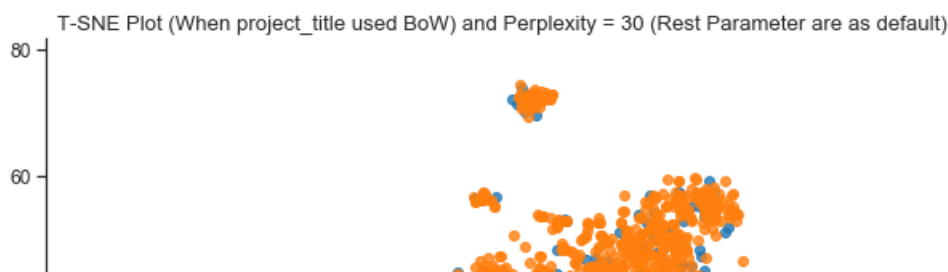 T-SNE Plot (When project_title used BoW) and Perplexity = 30 (Rest Parameter are as default)
80
60